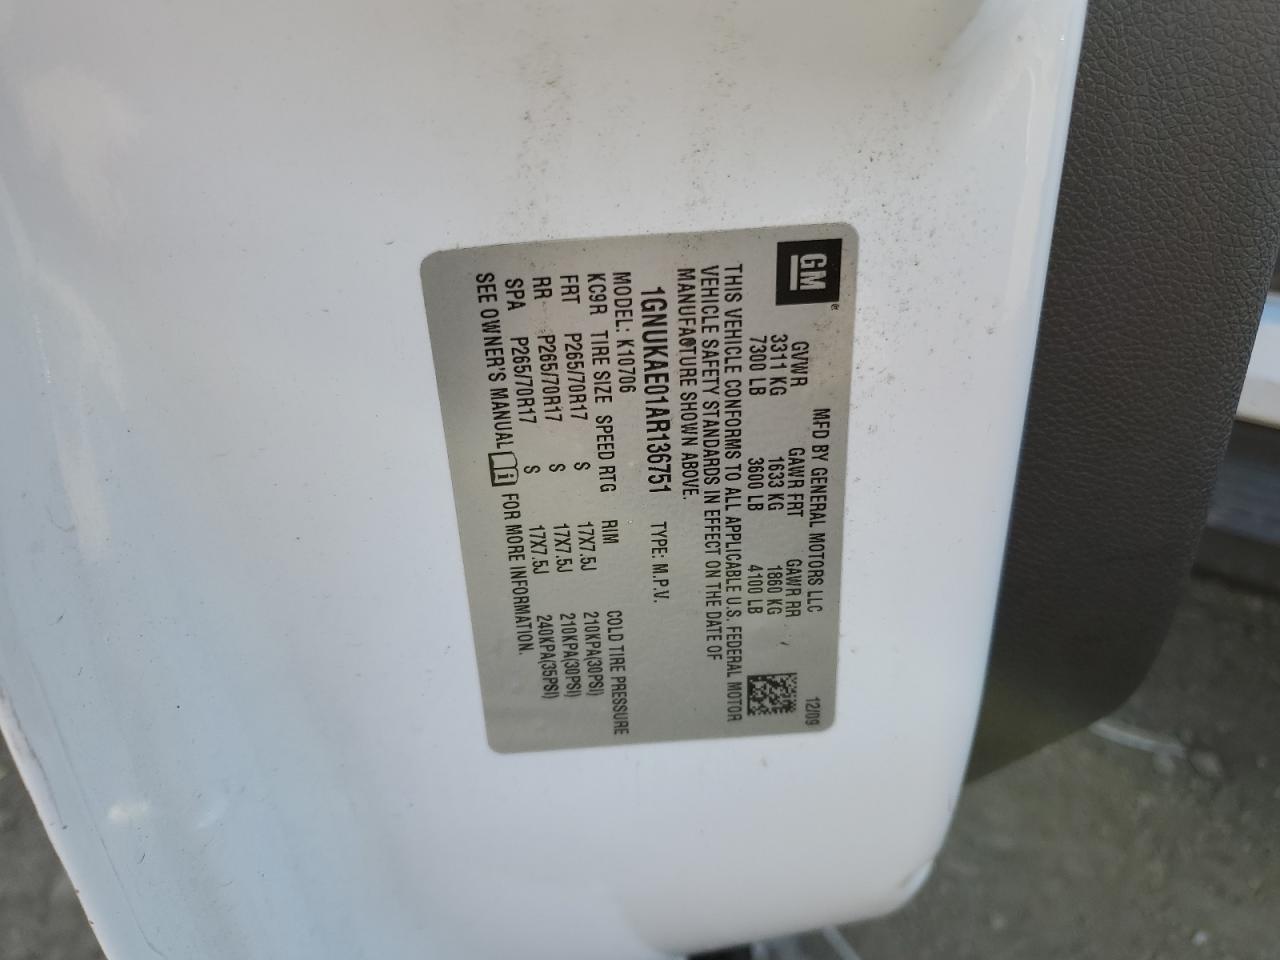 GM
MFD BY GENERAL MOTORS LLC 12/09
GVWR GAWR FRT GAWR RR
3311 KG 1633 KG 1860 KG
7300 LB 3600 LB 4100 LB
THIS VEHICLE CONFORMS TO ALL APPLICABLE U.S. FEDERAL MOTOR
VEHICLE SAFETY STANDARDS IN EFFECT ON THE DATE OF
MANUFACTURE SHOWN ABOVE.
1GNUKAE01AR136751 TYPE: M.P.V.
MODEL: K10706
KC9R TIRE SIZE SPEED RTG RIM COLD TIRE PRESSURE
FRT P265/70R17 S 17X7.5J 210KPA(30PSI)
RR P265/70R17 S 17X7.5J 210KPA(30PSI)
SPA P265/70R17 S 17X7.5J 240KPA(35PSI)
SEE OWNER'S MANUAL i FOR MORE INFORMATION.